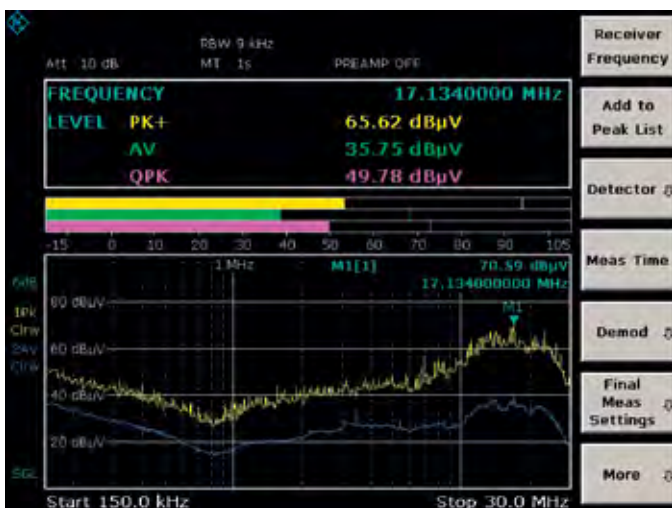 RBW 9 kHz
Att 10 dB MT 1s PREAMP OFF
FREQUENCY 17.1340000 MHz
LEVEL PK+ 65.62 dBµV
AV 35.75 dBµV
QPK 49.78 dBµV
-15 0 10 20 30 40 50 60 70 80 90 105
1 MHz M1[1] 70.59 dBµV
17.134000000 MHz
M1
6dB
80 dBµV
1Pk
Clrw
60 dBµV
2Av
Clrw
40 dBµV
20 dBµV
SGL
Start 150.0 kHz Stop 30.0 MHz
Receiver
Frequency
Add to
Peak List
Detector
Meas Time
Demod
Final
Meas
Settings
More